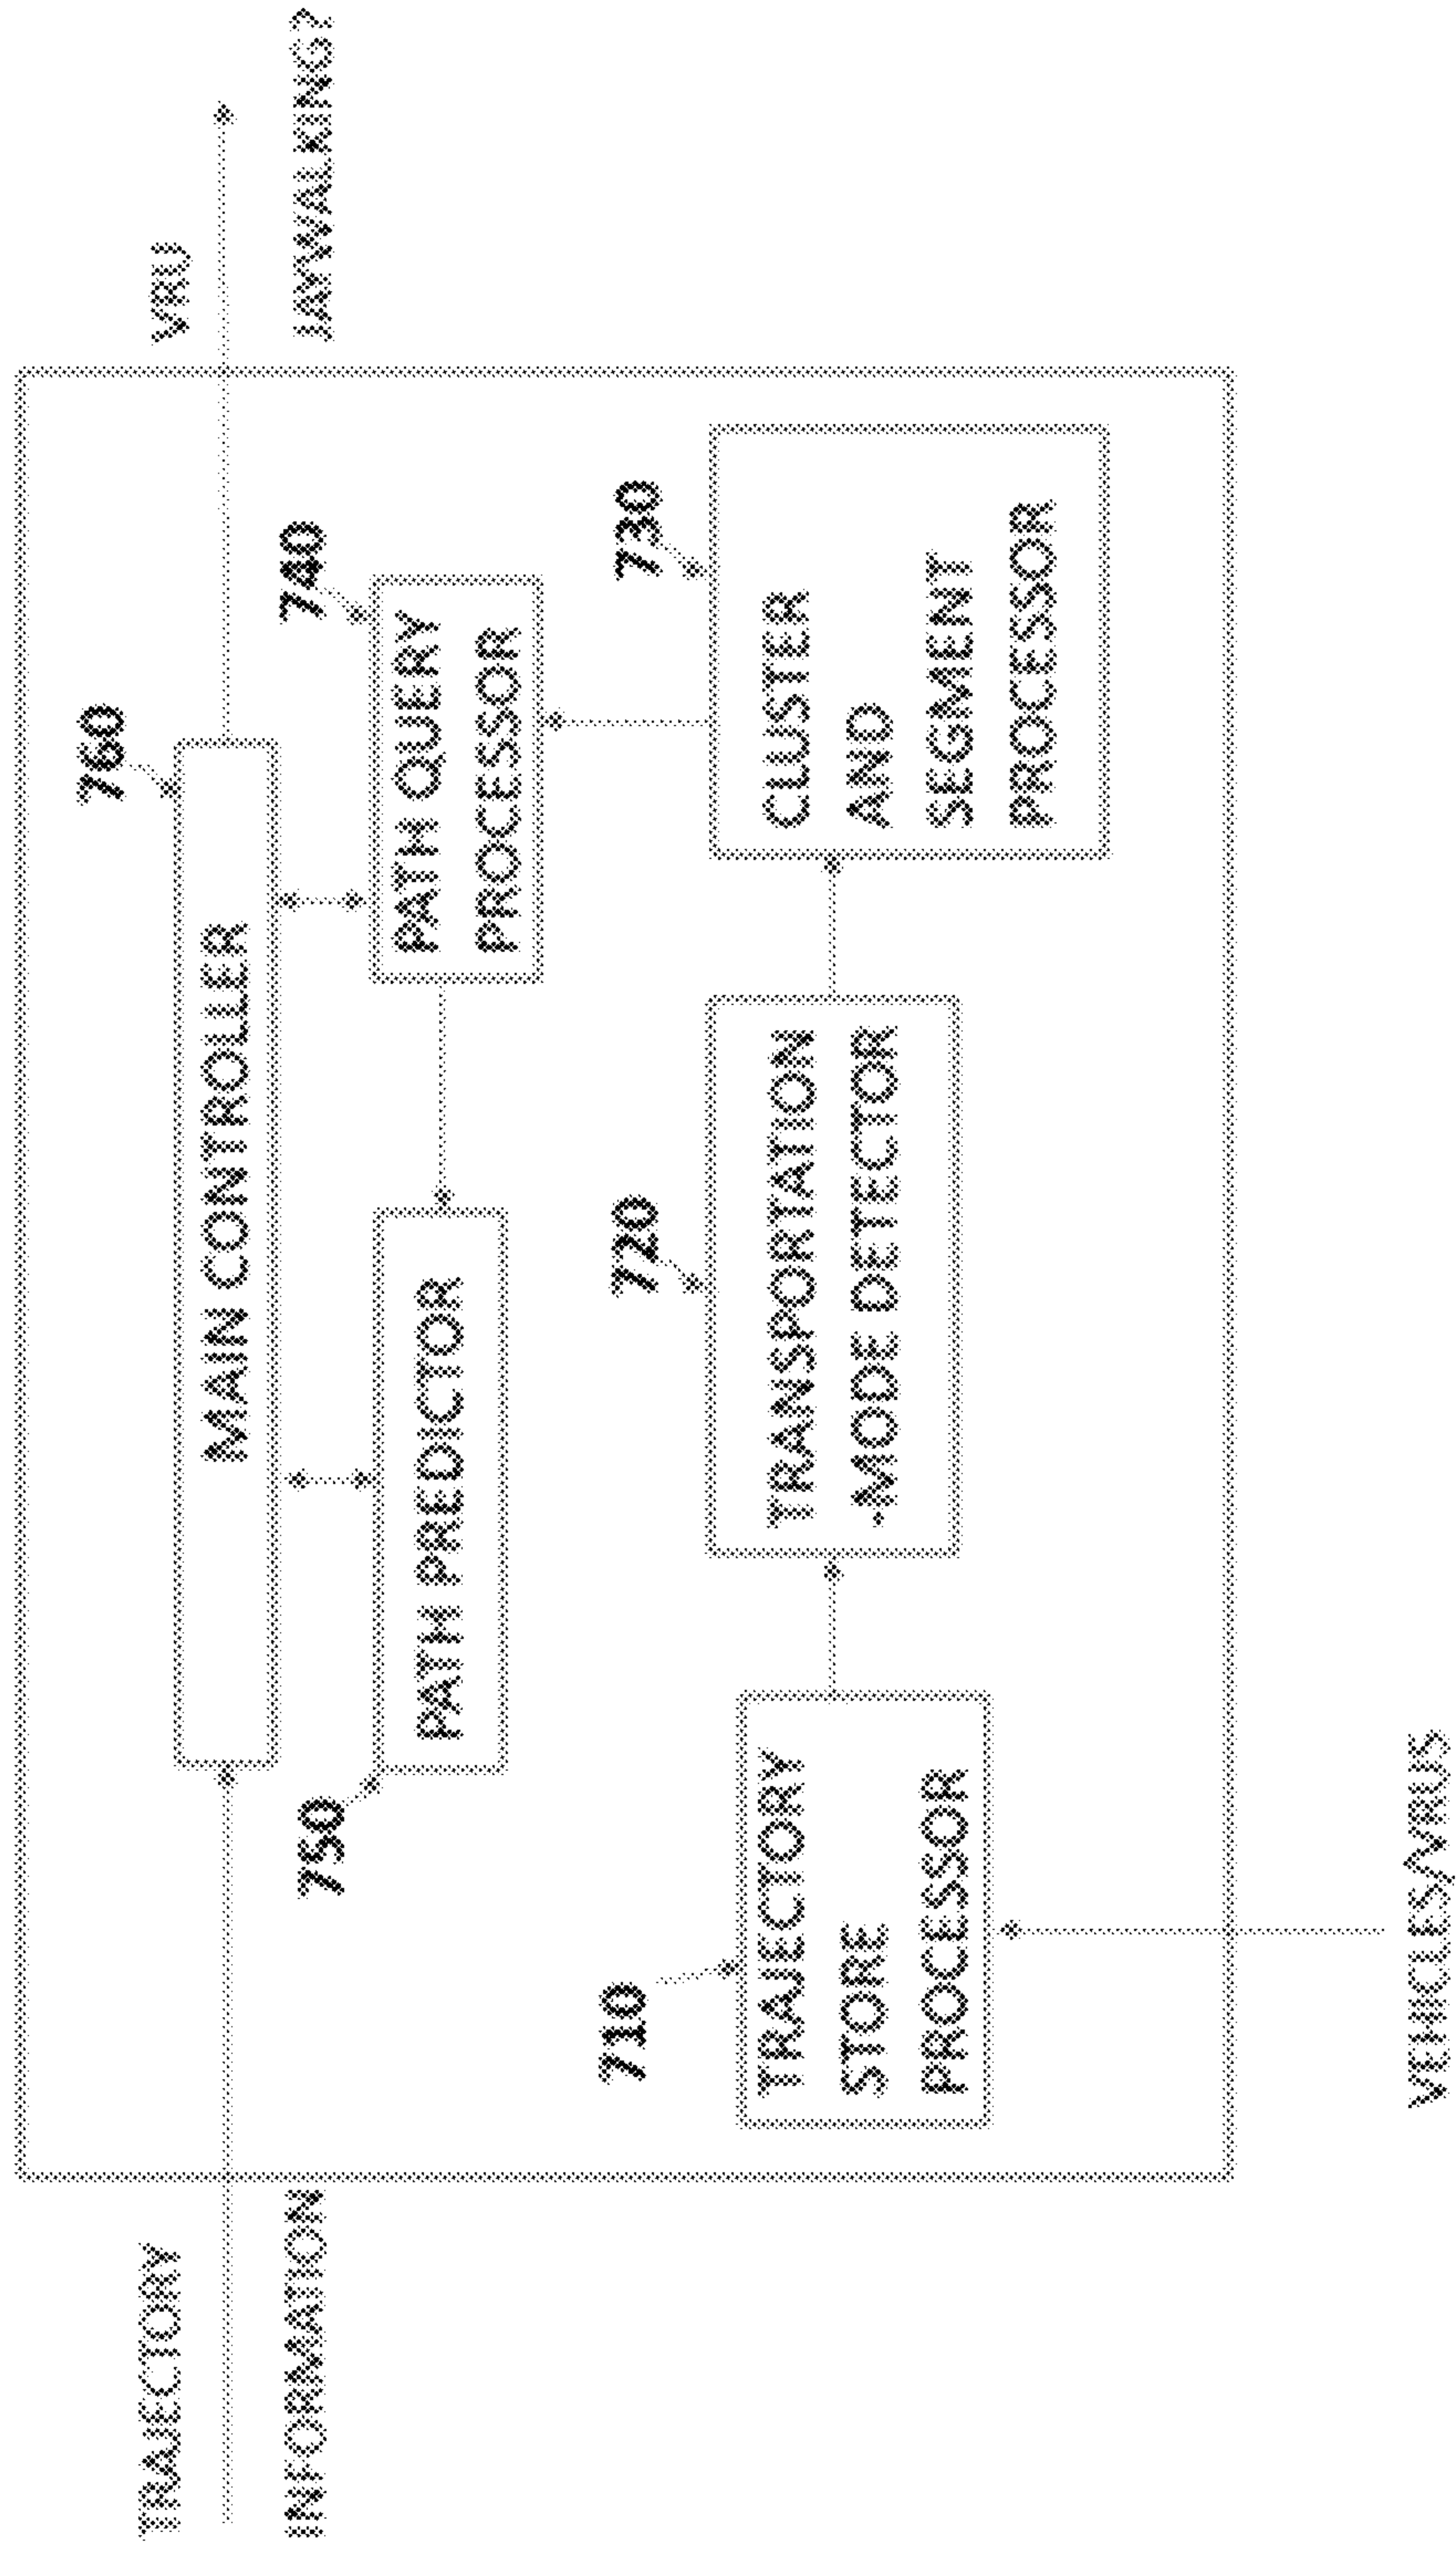 TRAJECTORY
INFORMATION
VRU
JAYWALKING?
760
MAIN CONTROLLER
750
PATH PREDICTOR
740
PATH QUERY
PROCESSOR
710
TRAJECTORY
STORE
PROCESSOR
720
TRANSPORTATION
-MODE DETECTOR
730
CLUSTER
AND
SEGMENT
PROCESSOR
VEHICLES/VRUS